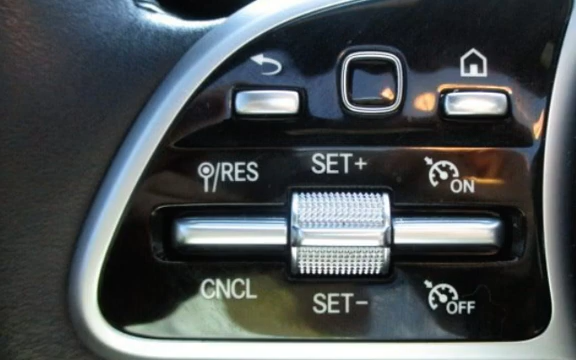 /RES
SET+
ON
CNCL
SET-
OFF